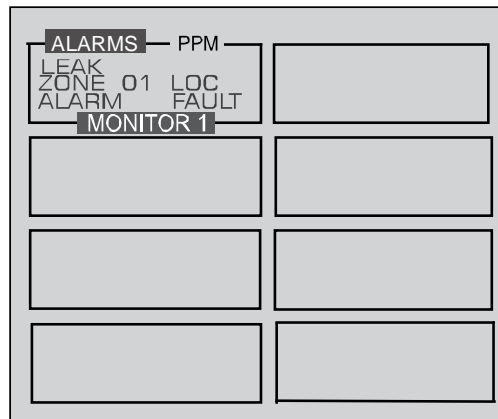 ALARMS PPM
LEAK
ZONE 01 LOC
ALARM FAULT
MONITOR 1